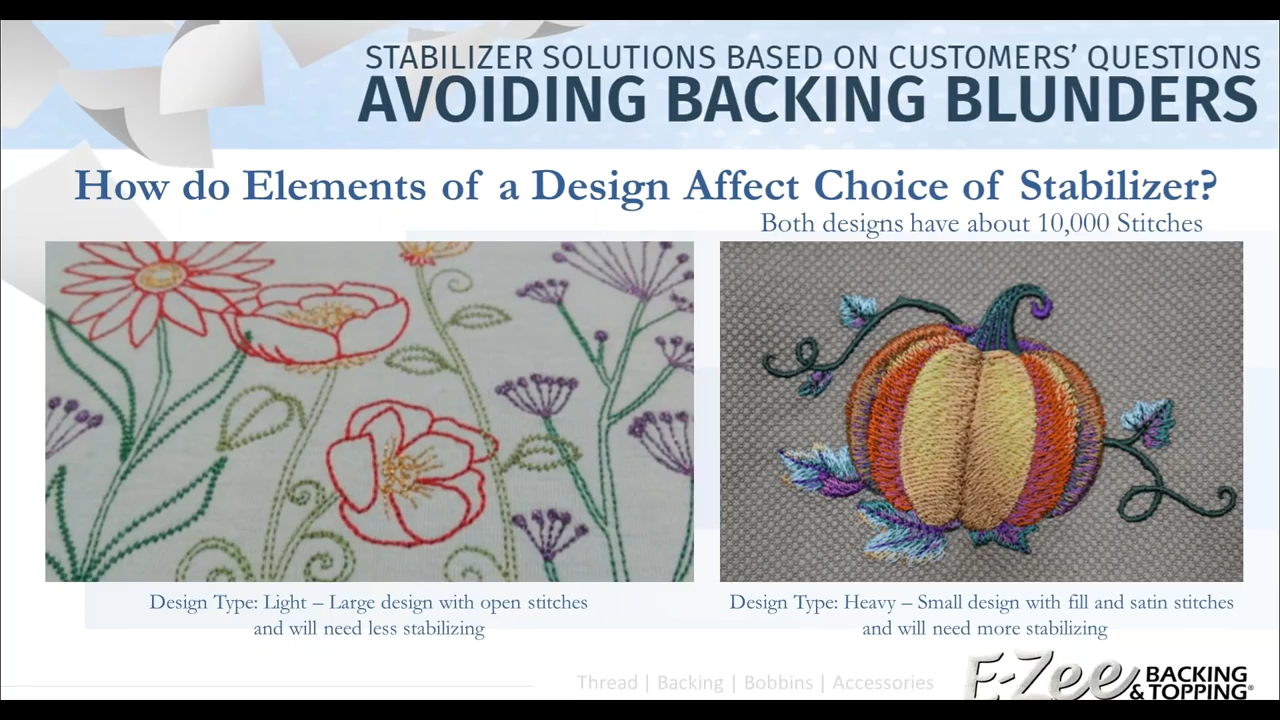 STABILIZER SOLUTIONS BASED ON CUSTOMERS' QUESTIONS
AVOIDING BACKING BLUNDERS
How do Elements of a Design Affect Choice of Stabilizer?
Both designs have about 10,000 Stitches
Design Type: Light – Large design with open stitches
and will need less stabilizing
Design Type: Heavy – Small design with fill and satin stitches
and will need more stabilizing
Thread | Backing | Bobbins | Accessories
E-Zee BACKING
& TOPPING®